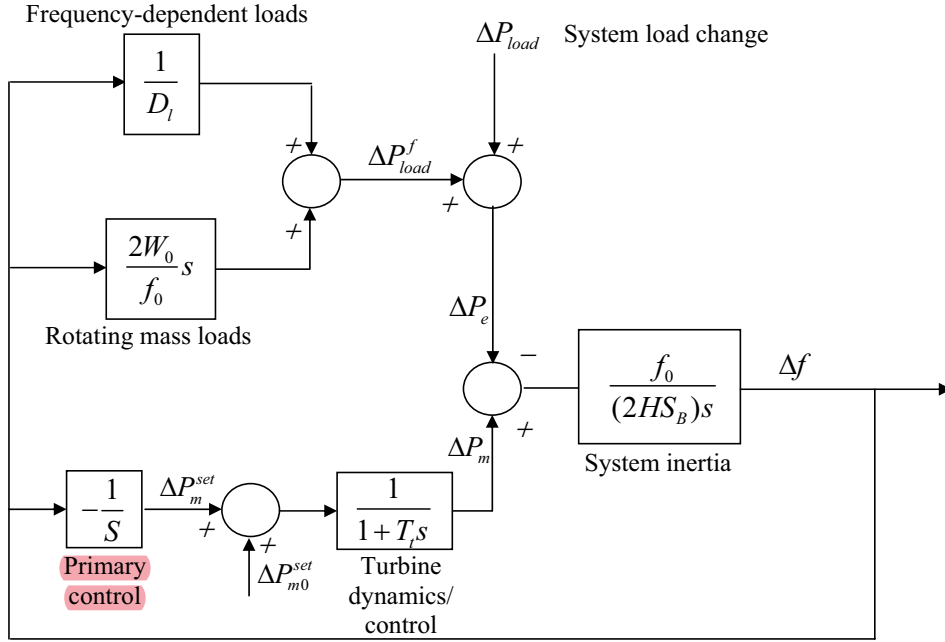 Frequency-dependent loads
ΔP_load System load change
1/D_l
+
+
ΔP^f_load
+
+
2W_0/f_0 s
Rotating mass loads
ΔP_e
−
f_0/(2HS_B)s
Δf
+
System inertia
ΔP_m
-1/S
ΔP^set_m
+
+
1/(1+T_t s)
Primary
control
ΔP^set_m0
Turbine
dynamics/
control